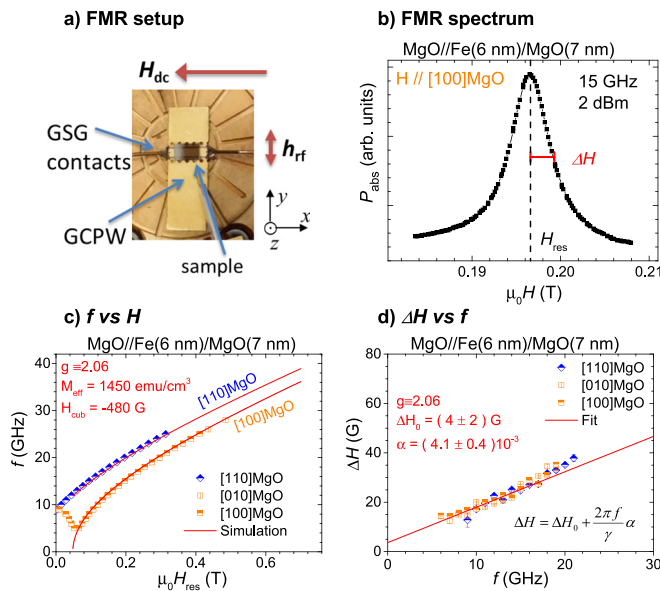 a) FMR setup
H_dc
GSG
contacts
h_rf
GCPW
sample
y
x
z
b) FMR spectrum
MgO//Fe(6 nm)/MgO(7 nm)
H // [100]MgO
15 GHz
2 dBm
ΔH
H_res
P_abs (arb. units)
0.19 0.20 0.21
μ₀H (T)
c) f vs H
MgO//Fe(6 nm)/MgO(7 nm)
g≡2.06
M_eff = 1450 emu/cm³
H_cub = -480 G
[110]MgO
[100]MgO
[110]MgO
[010]MgO
[100]MgO
Simulation
f (GHz)
40
30
20
10
0
0.0 0.2 0.4 0.6 0.8
μ₀H_res (T)
d) ΔH vs f
MgO//Fe(6 nm)/MgO(7 nm)
[110]MgO
[010]MgO
[100]MgO
Fit
g≡2.06
ΔH₀ = ( 4 ± 2 ) G
α = ( 4.1 ± 0.4 )10⁻³
ΔH = ΔH₀ + 2πf/γ α
ΔH (G)
80
60
40
20
0
0 10 20 30
f (GHz)